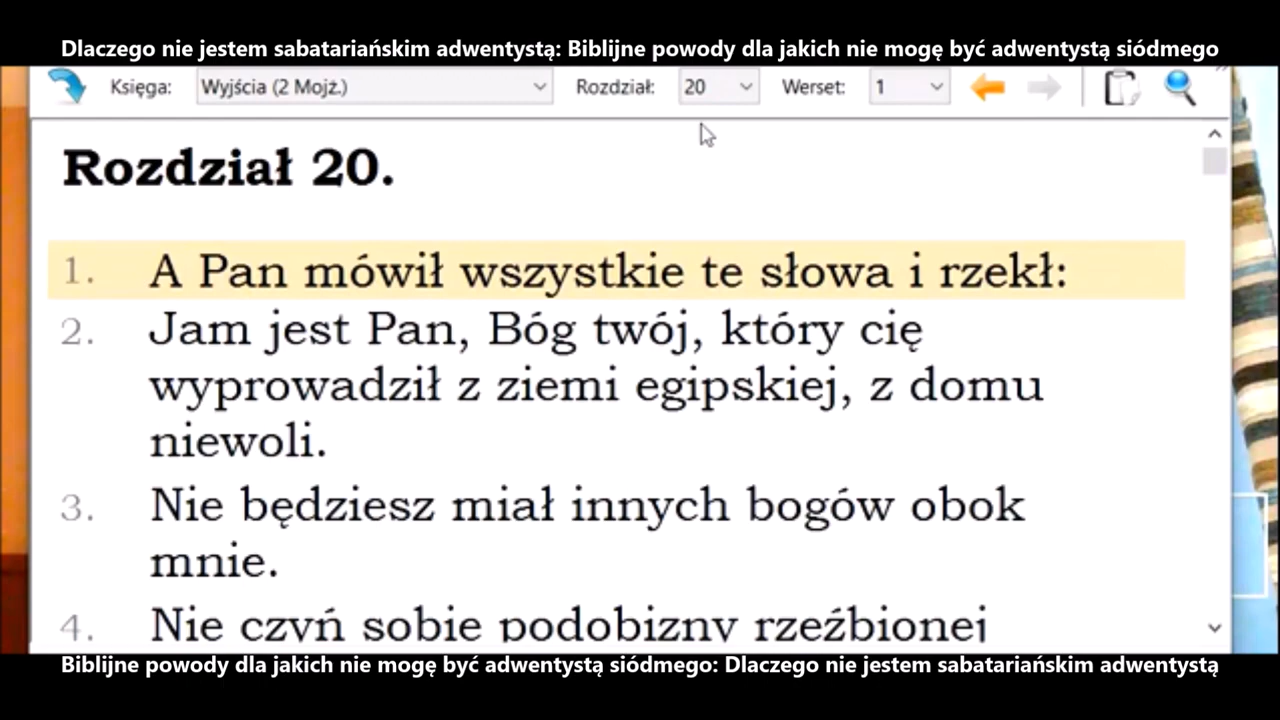 Dlaczego nie jestem sabatariańskim adwentystą: Biblijne powody dla jakich nie mogę być adwentystą siódmego
Księga: Wyjścia (2 Mojż.) Rozdział: 20 Werset: 1
Rozdział 20.
1. A Pan mówił wszystkie te słowa i rzekł:
2. Jam jest Pan, Bóg twój, który cię
wyprowadził z ziemi egipskiej, z domu
niewoli.
3. Nie będziesz miał innych bogów obok
mnie.
4. Nie czyń sobie podobizny rzeźbionej
Biblijne powody dla jakich nie mogę być adwentystą siódmego: Dlaczego nie jestem sabatariańskim adwentystą